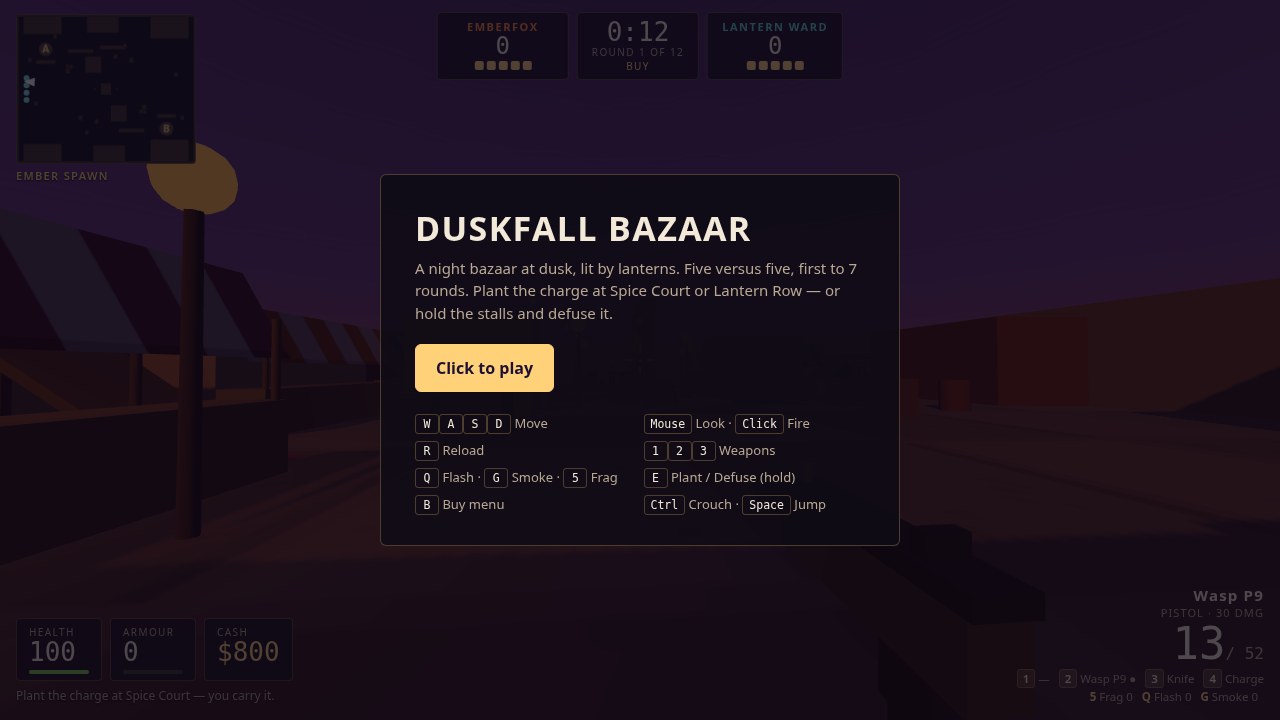 A
B
EMBER SPAWN
EMBERFOX
0
0:12
ROUND 1 OF 12
BUY
LANTERN WARD
0
DUSKFALL BAZAAR
A night bazaar at dusk, lit by lanterns. Five versus five, first to 7
rounds. Plant the charge at Spice Court or Lantern Row — or
hold the stalls and defuse it.
Click to play
W A S D Move
Mouse Look · Click Fire
R Reload
1 2 3 Weapons
Q Flash · G Smoke · 5 Frag
E Plant / Defuse (hold)
B Buy menu
Ctrl Crouch · Space Jump
HEALTH
100
ARMOUR
0
CASH
$800
Plant the charge at Spice Court — you carry it.
Wasp P9
PISTOL · 30 DMG
13 / 52
1 — 2 Wasp P9 • 3 Knife 4 Charge
5 Frag 0 Q Flash 0 G Smoke 0